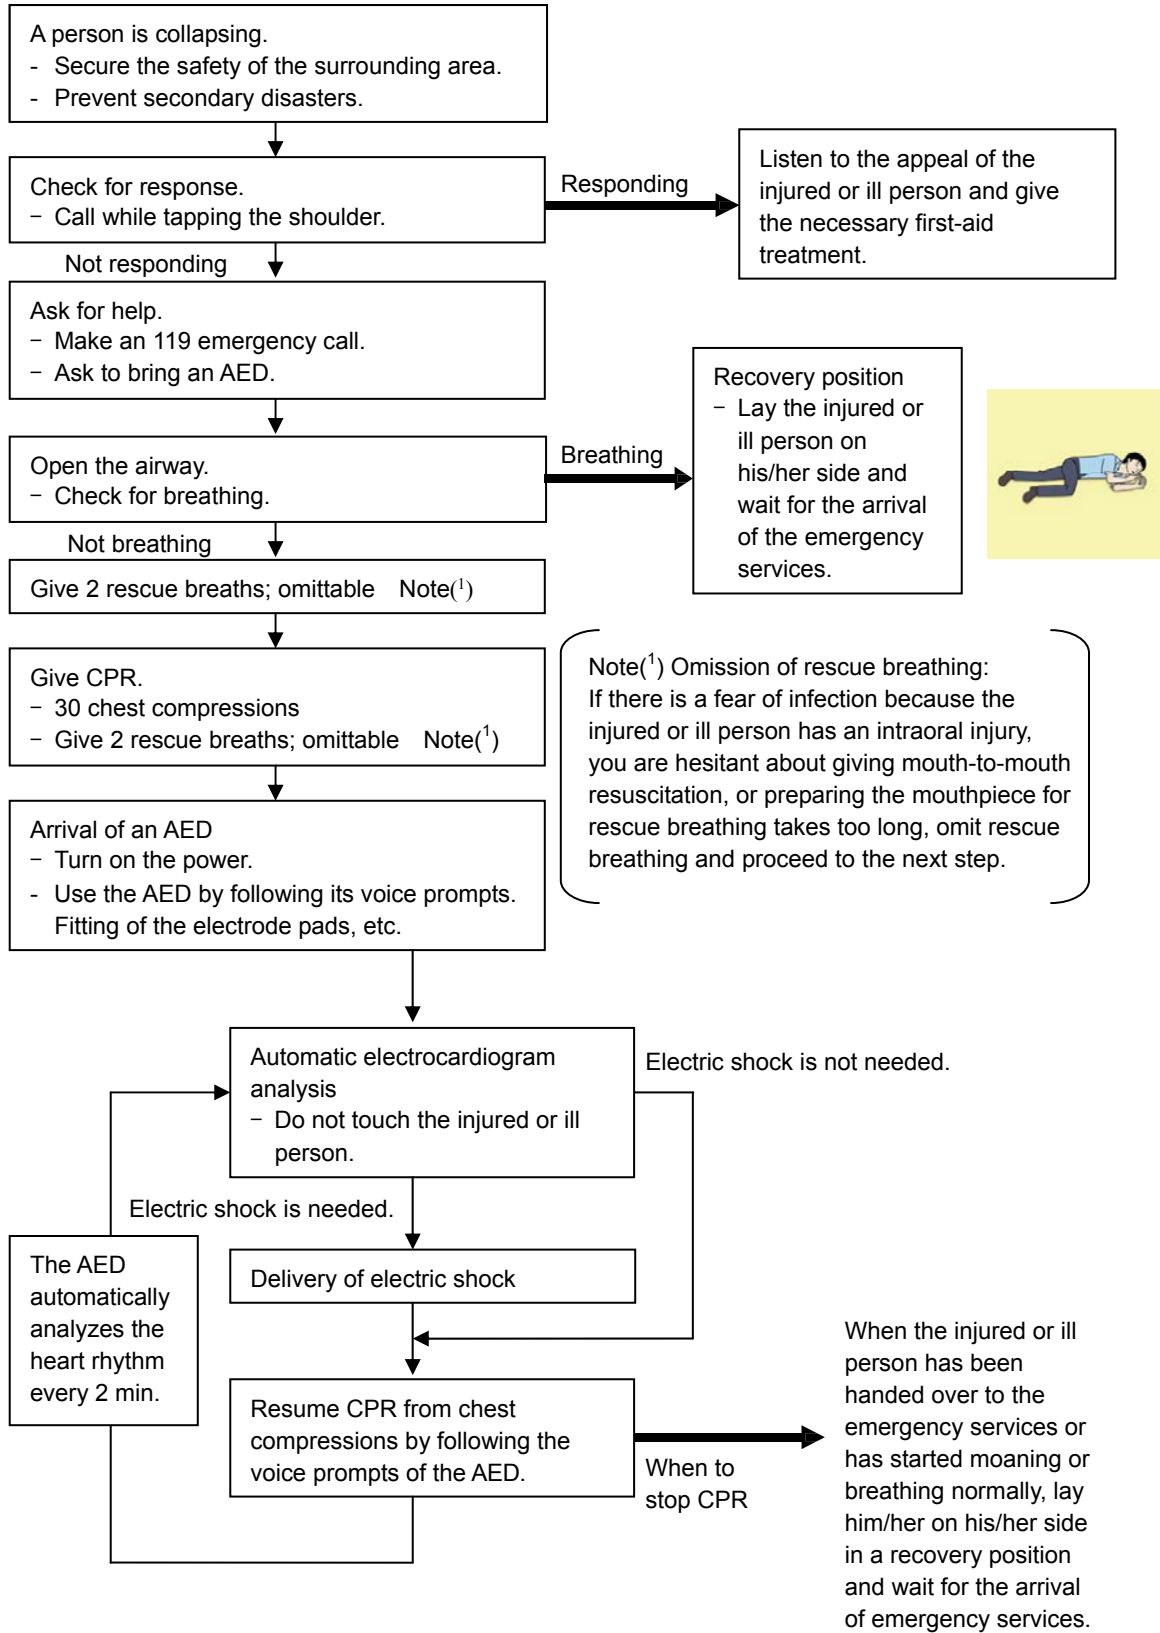 A person is collapsing.
- Secure the safety of the surrounding area.
- Prevent secondary disasters.
Check for response.
− Call while tapping the shoulder.
Responding
Listen to the appeal of the
injured or ill person and give
the necessary first-aid
treatment.
Not responding
Ask for help.
− Make an 119 emergency call.
− Ask to bring an AED.
Open the airway.
− Check for breathing.
Breathing
Recovery position
− Lay the injured or
ill person on
his/her side and
wait for the arrival
of the emergency
services.
Not breathing
Give 2 rescue breaths; omittable Note(¹)
Give CPR.
− 30 chest compressions
− Give 2 rescue breaths; omittable Note(¹)
Note(¹) Omission of rescue breathing:
If there is a fear of infection because the
injured or ill person has an intraoral injury,
you are hesitant about giving mouth-to-mouth
resuscitation, or preparing the mouthpiece for
rescue breathing takes too long, omit rescue
breathing and proceed to the next step.
Arrival of an AED
− Turn on the power.
- Use the AED by following its voice prompts.
Fitting of the electrode pads, etc.
Automatic electrocardiogram
analysis
− Do not touch the injured or ill
person.
Electric shock is not needed.
Electric shock is needed.
Delivery of electric shock
The AED
automatically
analyzes the
heart rhythm
every 2 min.
Resume CPR from chest
compressions by following the
voice prompts of the AED.
When to
stop CPR
When the injured or ill
person has been
handed over to the
emergency services or
has started moaning or
breathing normally, lay
him/her on his/her side
in a recovery position
and wait for the arrival
of emergency services.